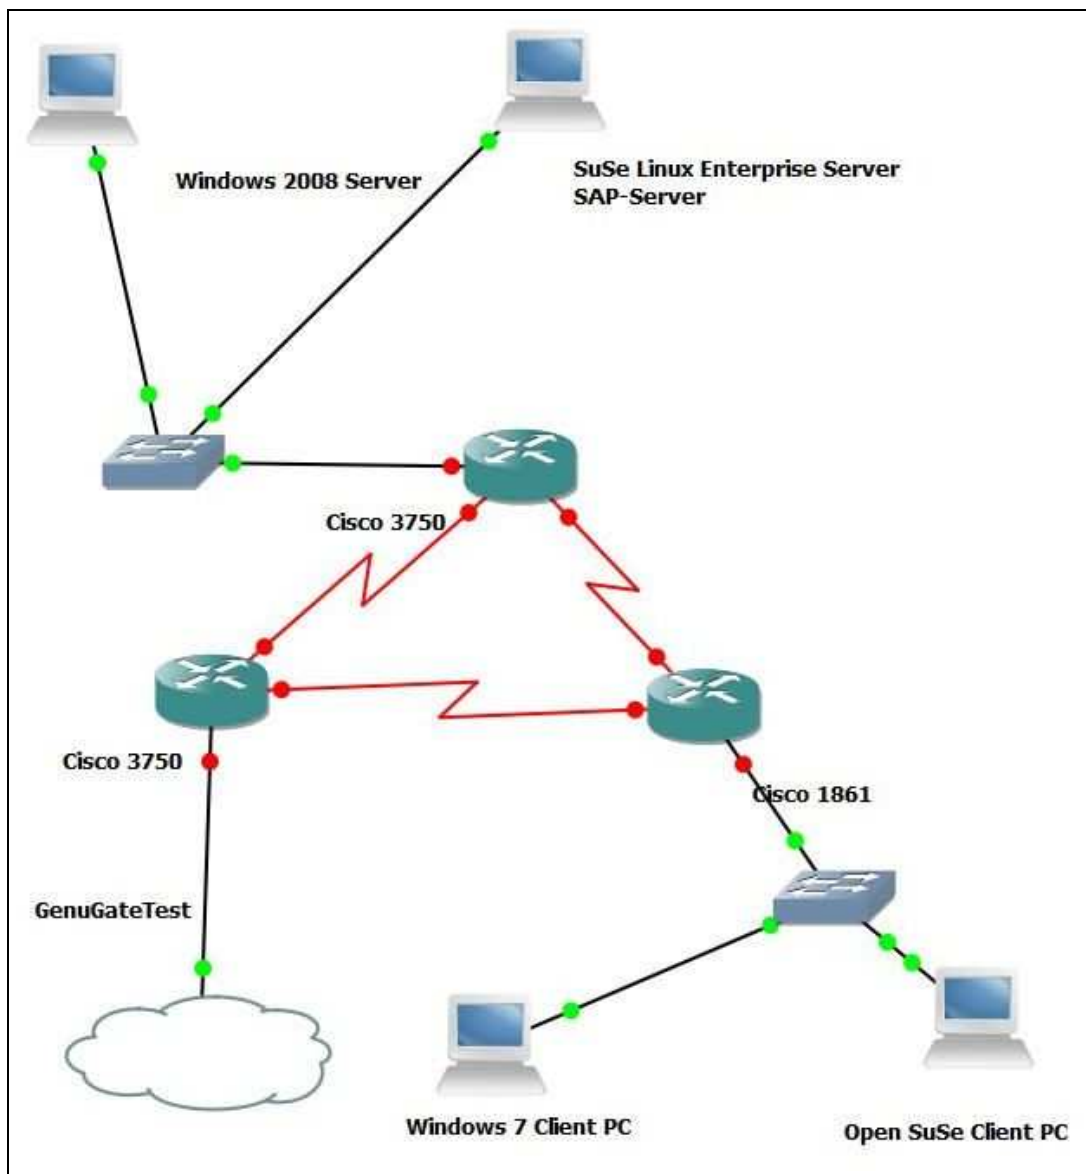 Windows 2008 Server
SuSe Linux Enterprise Server
SAP-Server
Cisco 3750
Cisco 3750
Cisco 1861
GenuGateTest
Windows 7 Client PC
Open SuSe Client PC